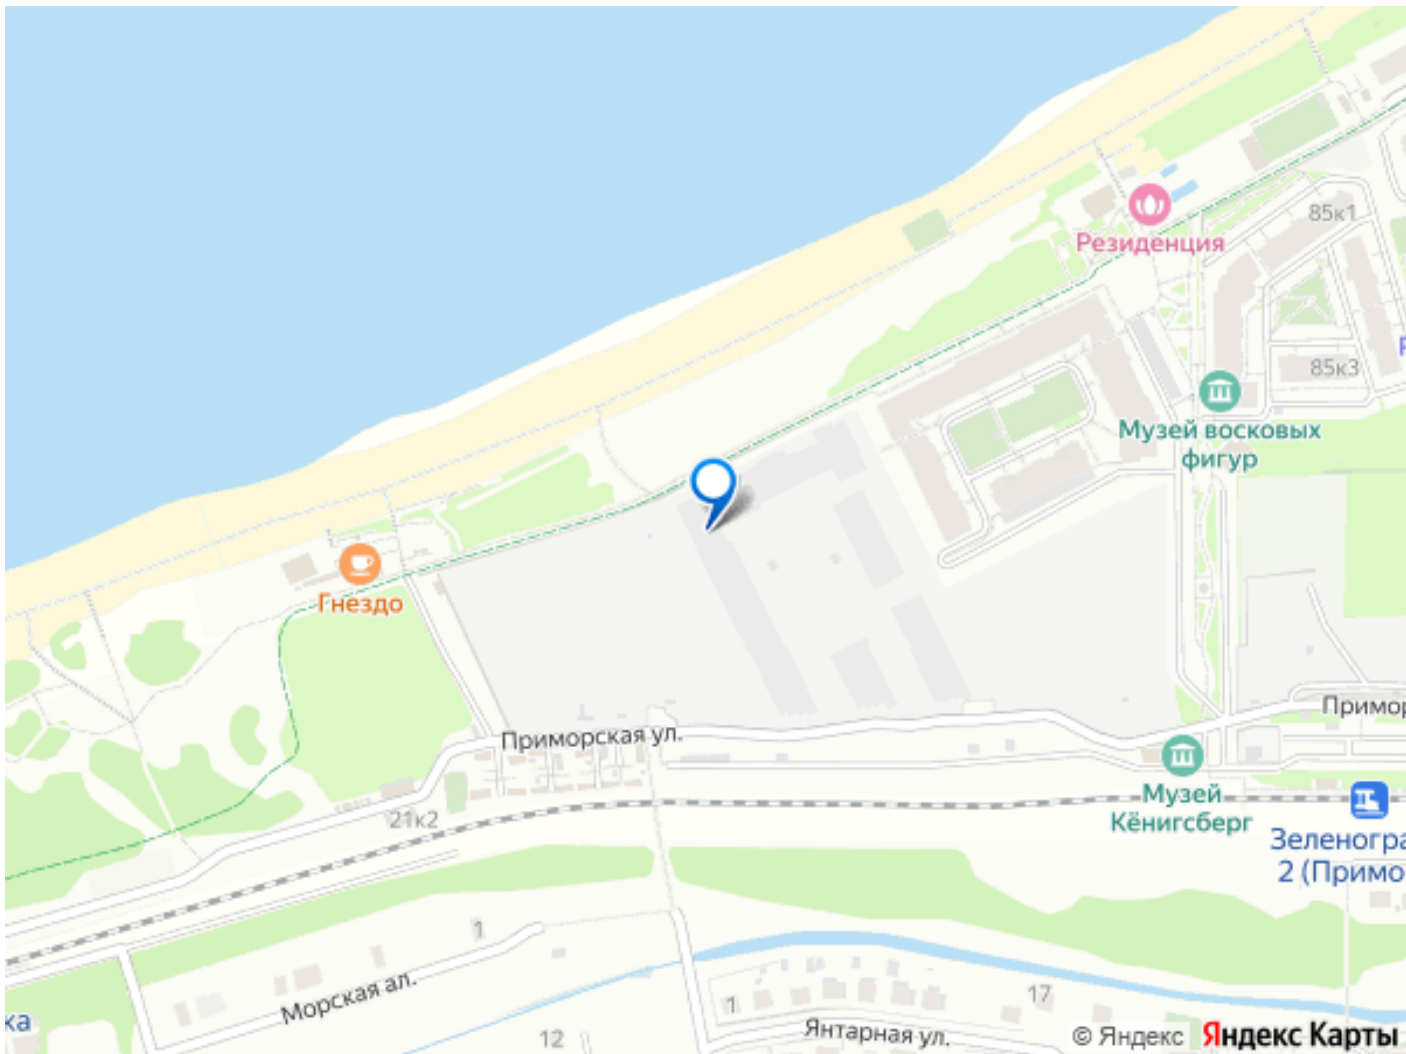 85к1
Резиденция
Р
85к3
Музей восковых
фигур
Гнездо
Примор
Приморская ул.
Музей
Кёнигсберг
21к2
Зеленогра
2 (Примо
1
Морская ал.
17
1
ка
12
Янтарная ул.
© Яндекс Яндекс Карты